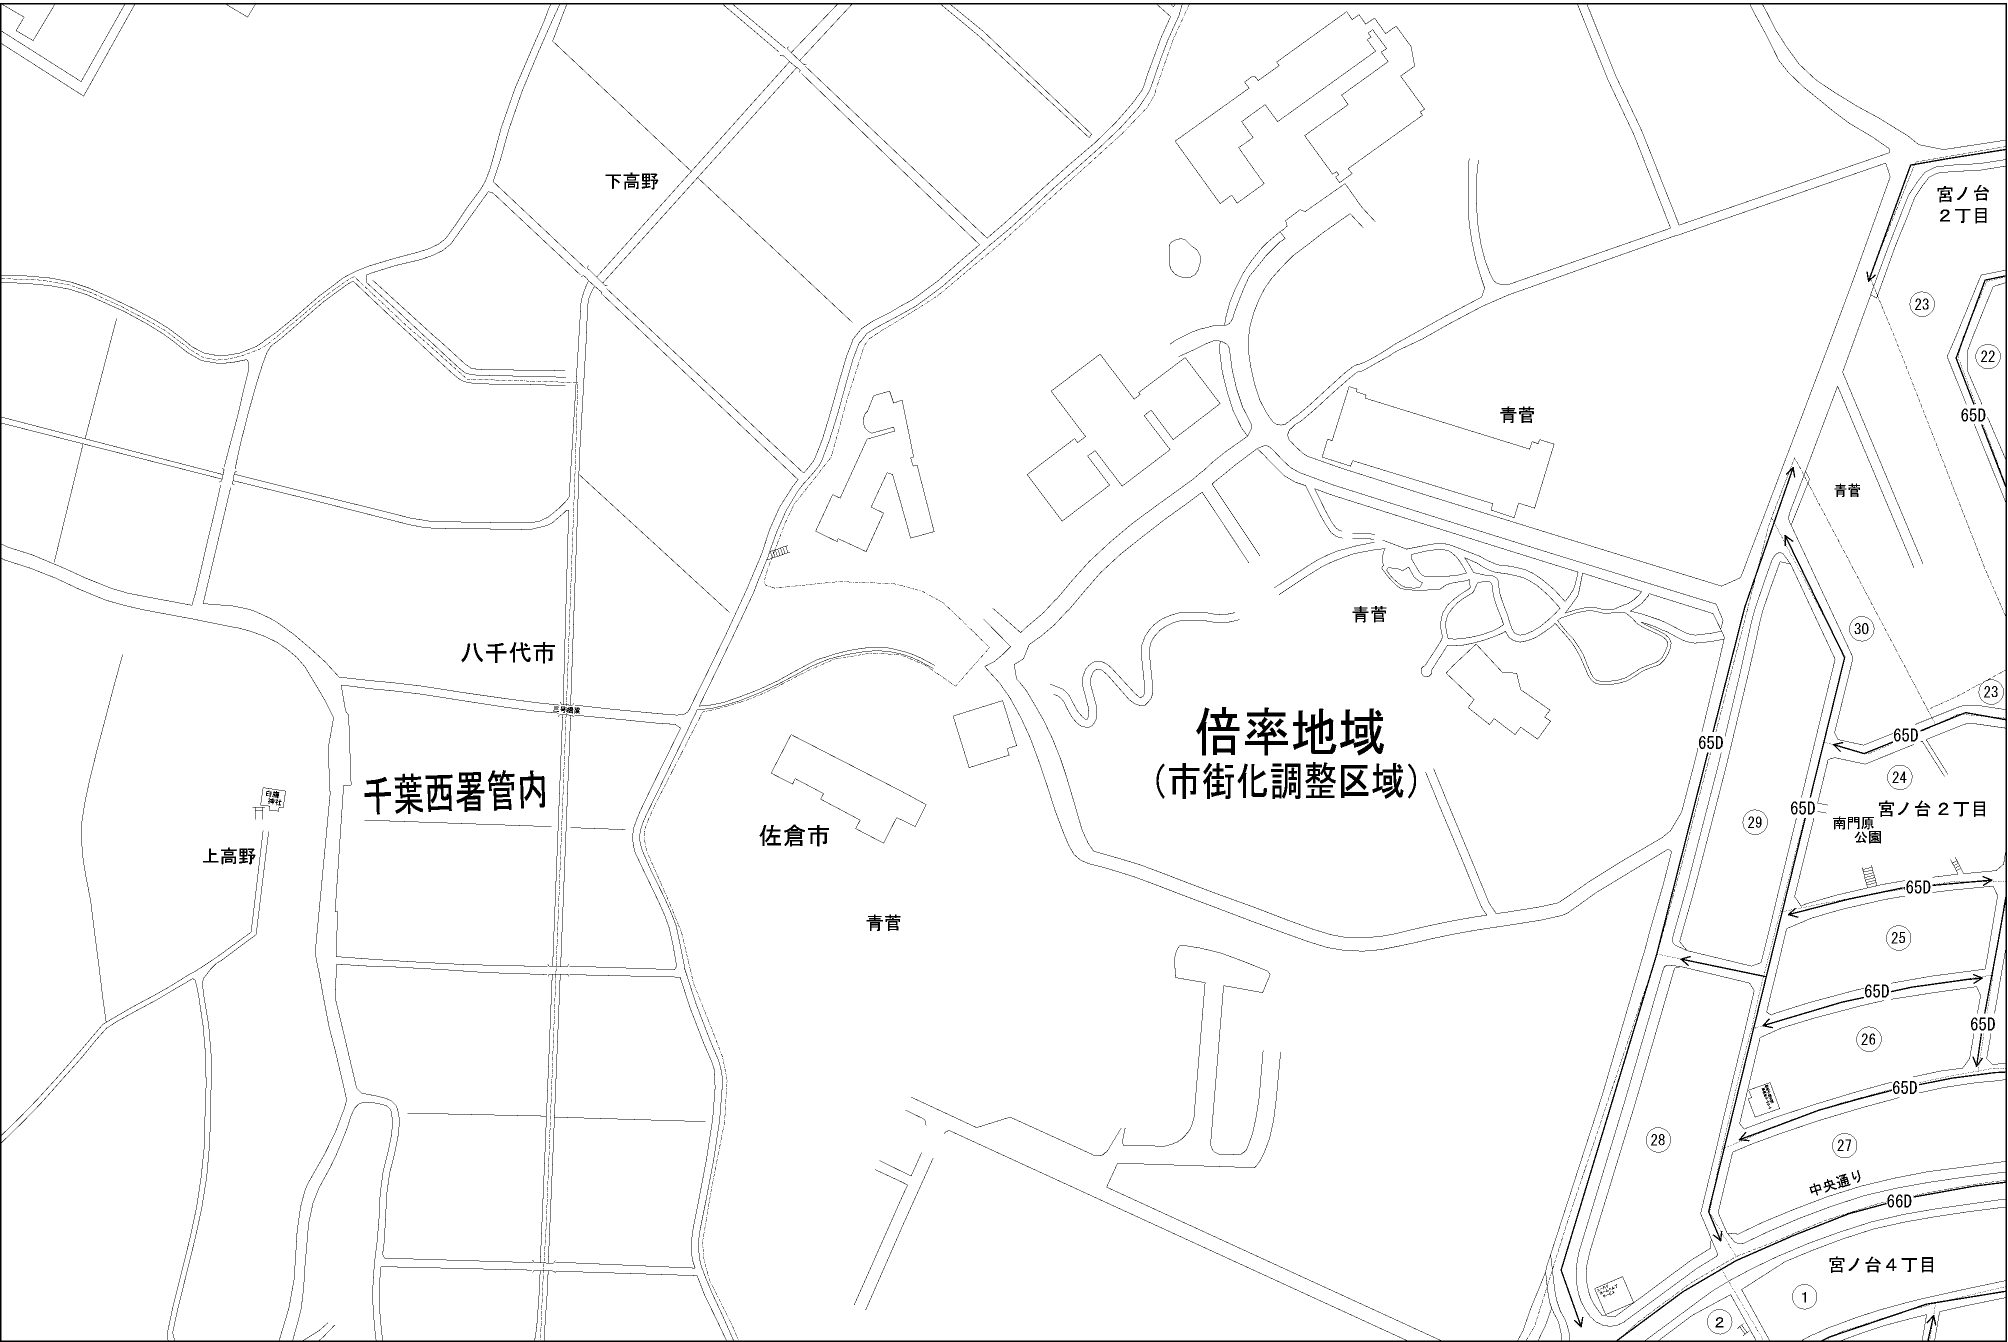 下高野
宮ノ台
2丁目
23
22
65D
青菅
青菅
八千代市
青菅
30
23
倍率地域
（市街化調整区域）
65D
65D
24
千葉西署管内
白幡
神社
上高野
佐倉市
29
65D
宮ノ台2丁目
南門原
公園
青菅
65D
25
65D
65D
26
65D
28
27
中央通り
66D
宮ノ台4丁目
1
2